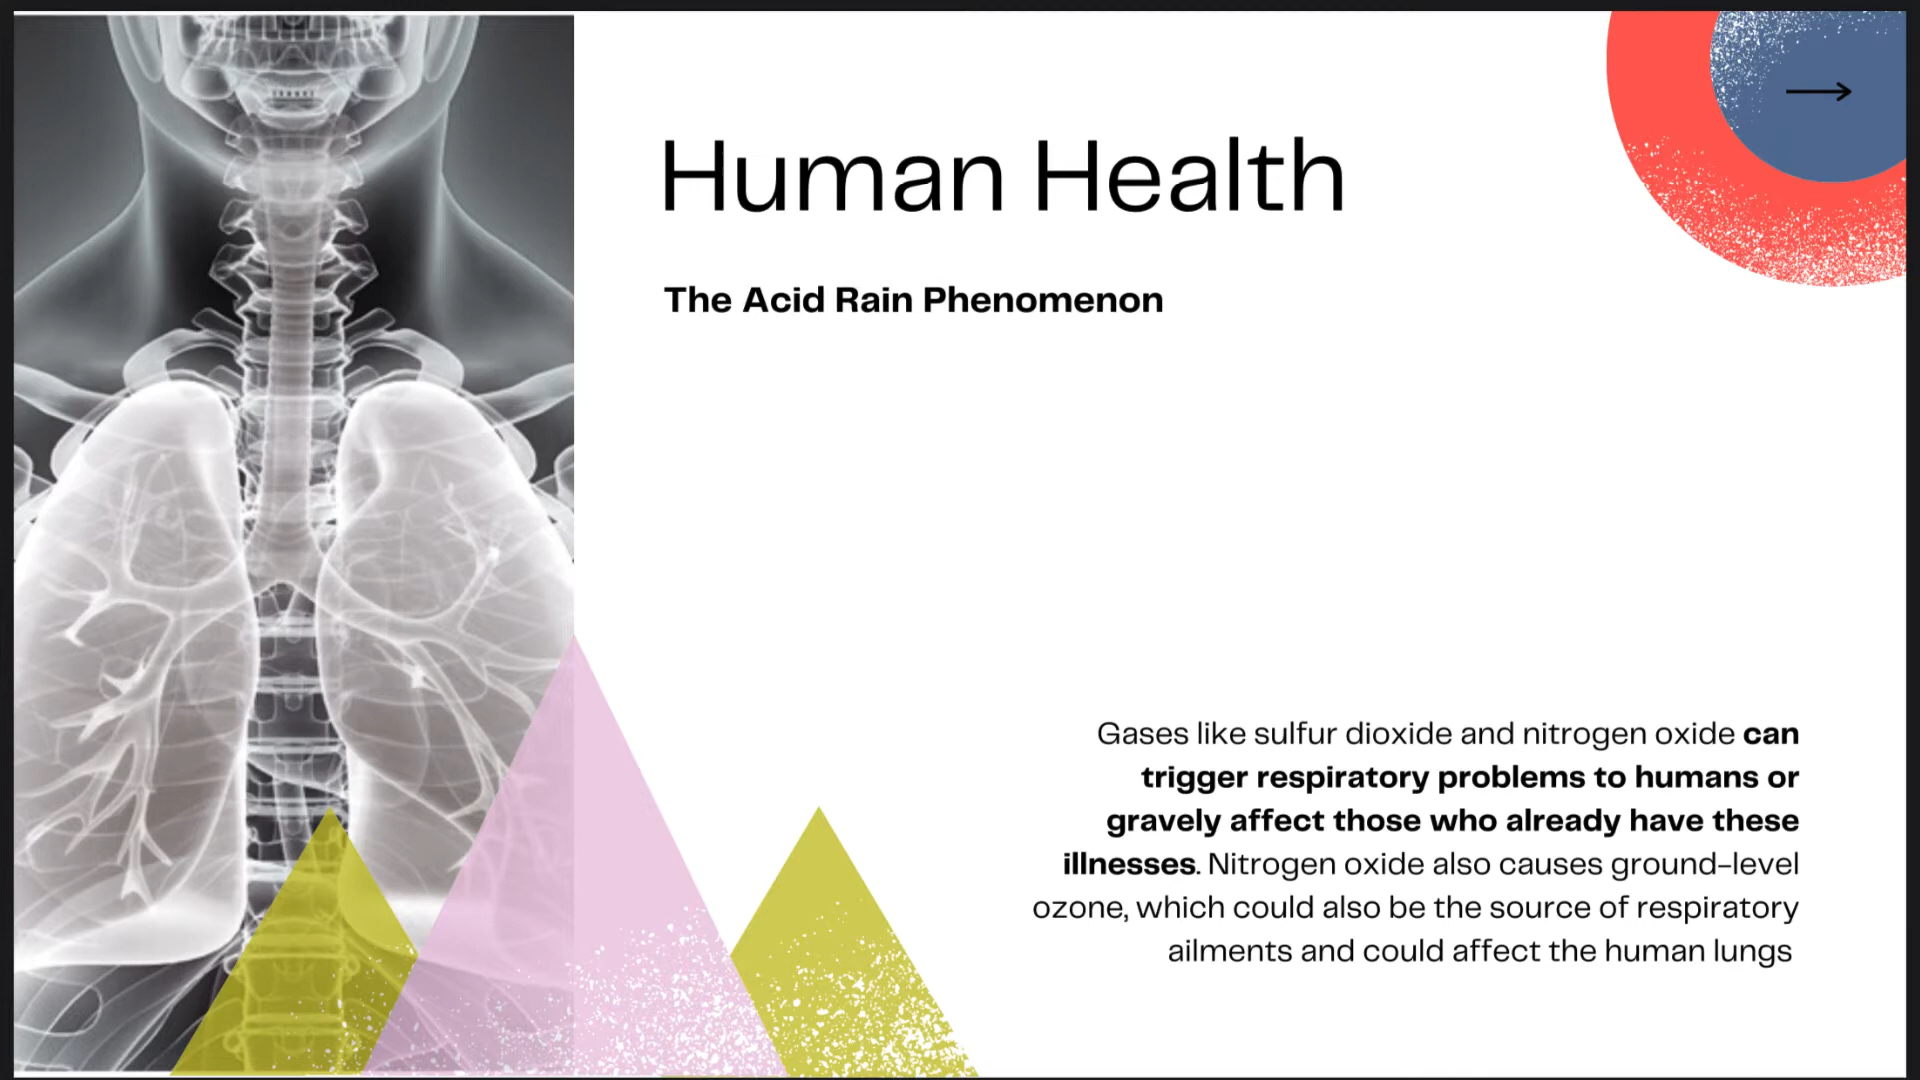 Human Health
The Acid Rain Phenomenon
Gases like sulfur dioxide and nitrogen oxide can
trigger respiratory problems to humans or
gravely affect those who already have these
illnesses. Nitrogen oxide also causes ground-level
ozone, which could also be the source of respiratory
ailments and could affect the human lungs